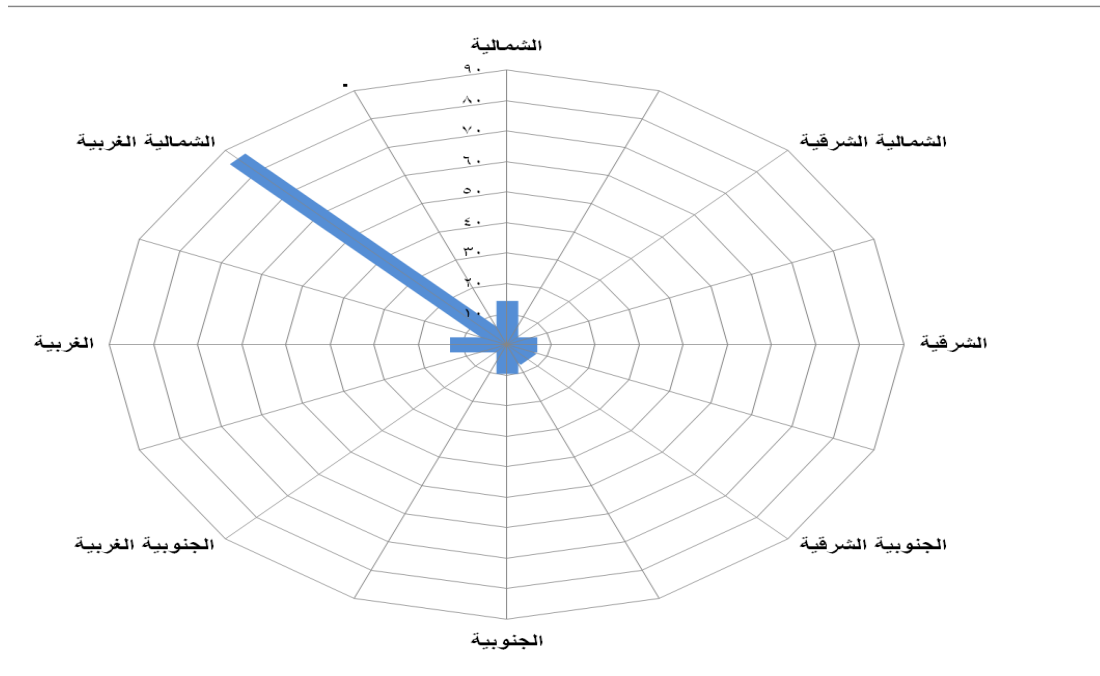 الشمالية
٩٠
٨٠
الشمالية الشرقية
الشمالية الغربية
٧٠
٦٠
٥٠
٤٠
٣٠
٢٠
١٠
الشرقية
الغربية
الجنوبية الشرقية
الجنوبية الغربية
الجنوبية